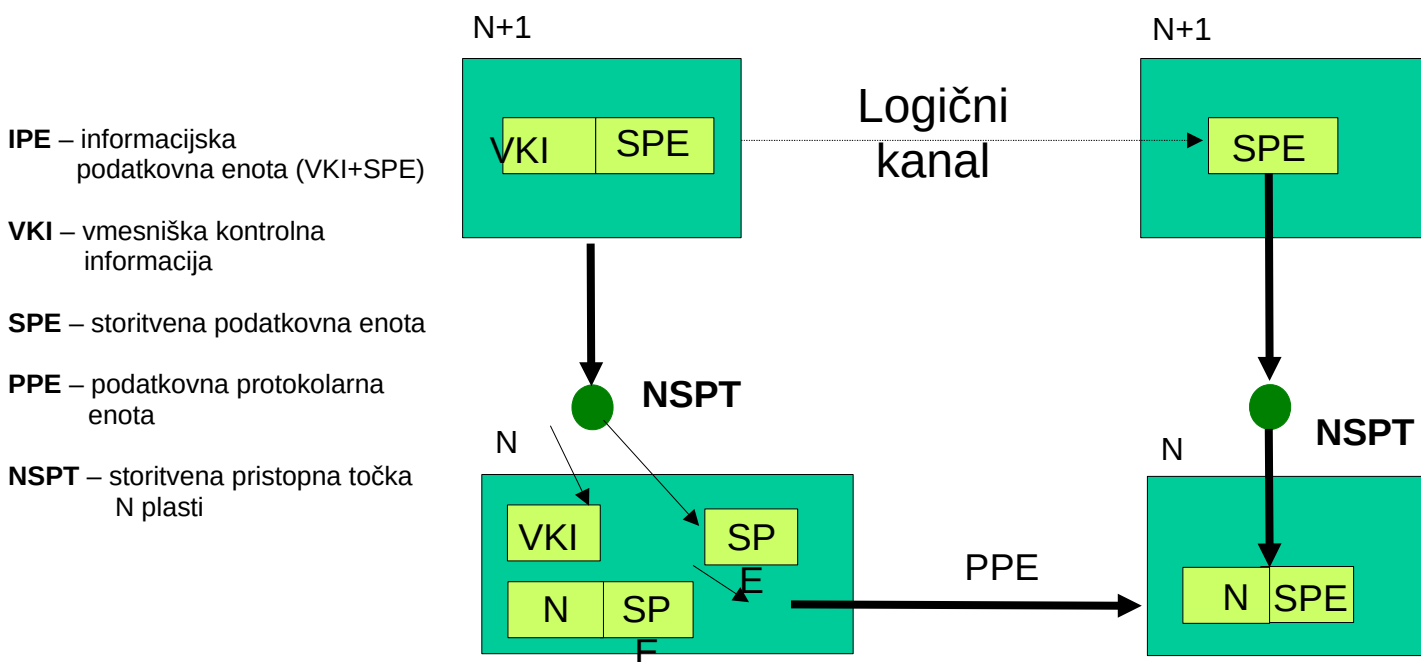 N+1
N+1
IPE – informacijska
podatkovna enota (VKI+SPE)
VKI – vmesniška kontrolna
informacija
SPE – storitvena podatkovna enota
PPE – podatkovna protokolarna
enota
NSPT – storitvena pristopna točka
N plasti
VKI
SPE
Logični
kanal
SPE
NSPT
NSPT
N
N
VKI
SP
E
N
SP
E
PPE
N
SPE